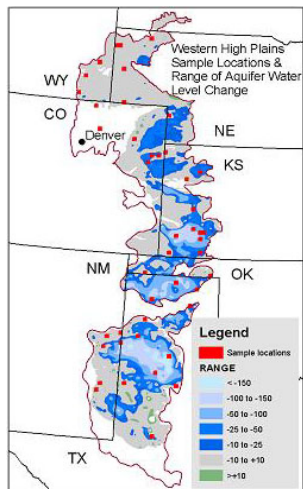 Western High Plains
Sample Locations &
Range of Aquifer Water
Level Change
WY
CO
Denver
NE
KS
NM
OK
TX
Legend
Sample locations
RANGE
< -150
-100 to -150
-50 to -100
-25 to -50
-10 to -25
-10 to +10
>+10